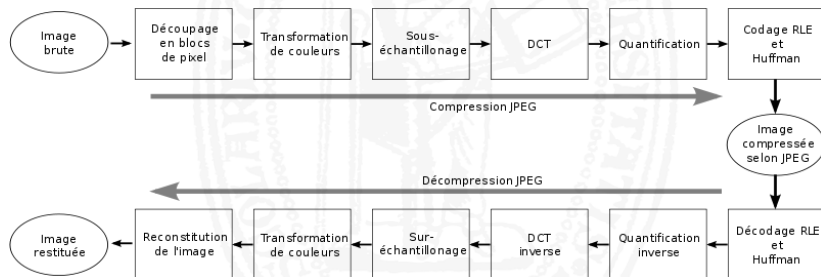 Image
brute
Découpage
en blocs
de pixel
Transformation
de couleurs
Sous-
échantillonage
DCT
Quantification
Codage RLE
et
Huffman
Compression JPEG
Image
compressée
selon JPEG
Décompression JPEG
Image
restituée
Reconstitution
de l'image
Transformation
de couleurs
Sur-
échantillonage
DCT
inverse
Quantification
inverse
Décodage RLE
et
Huffman